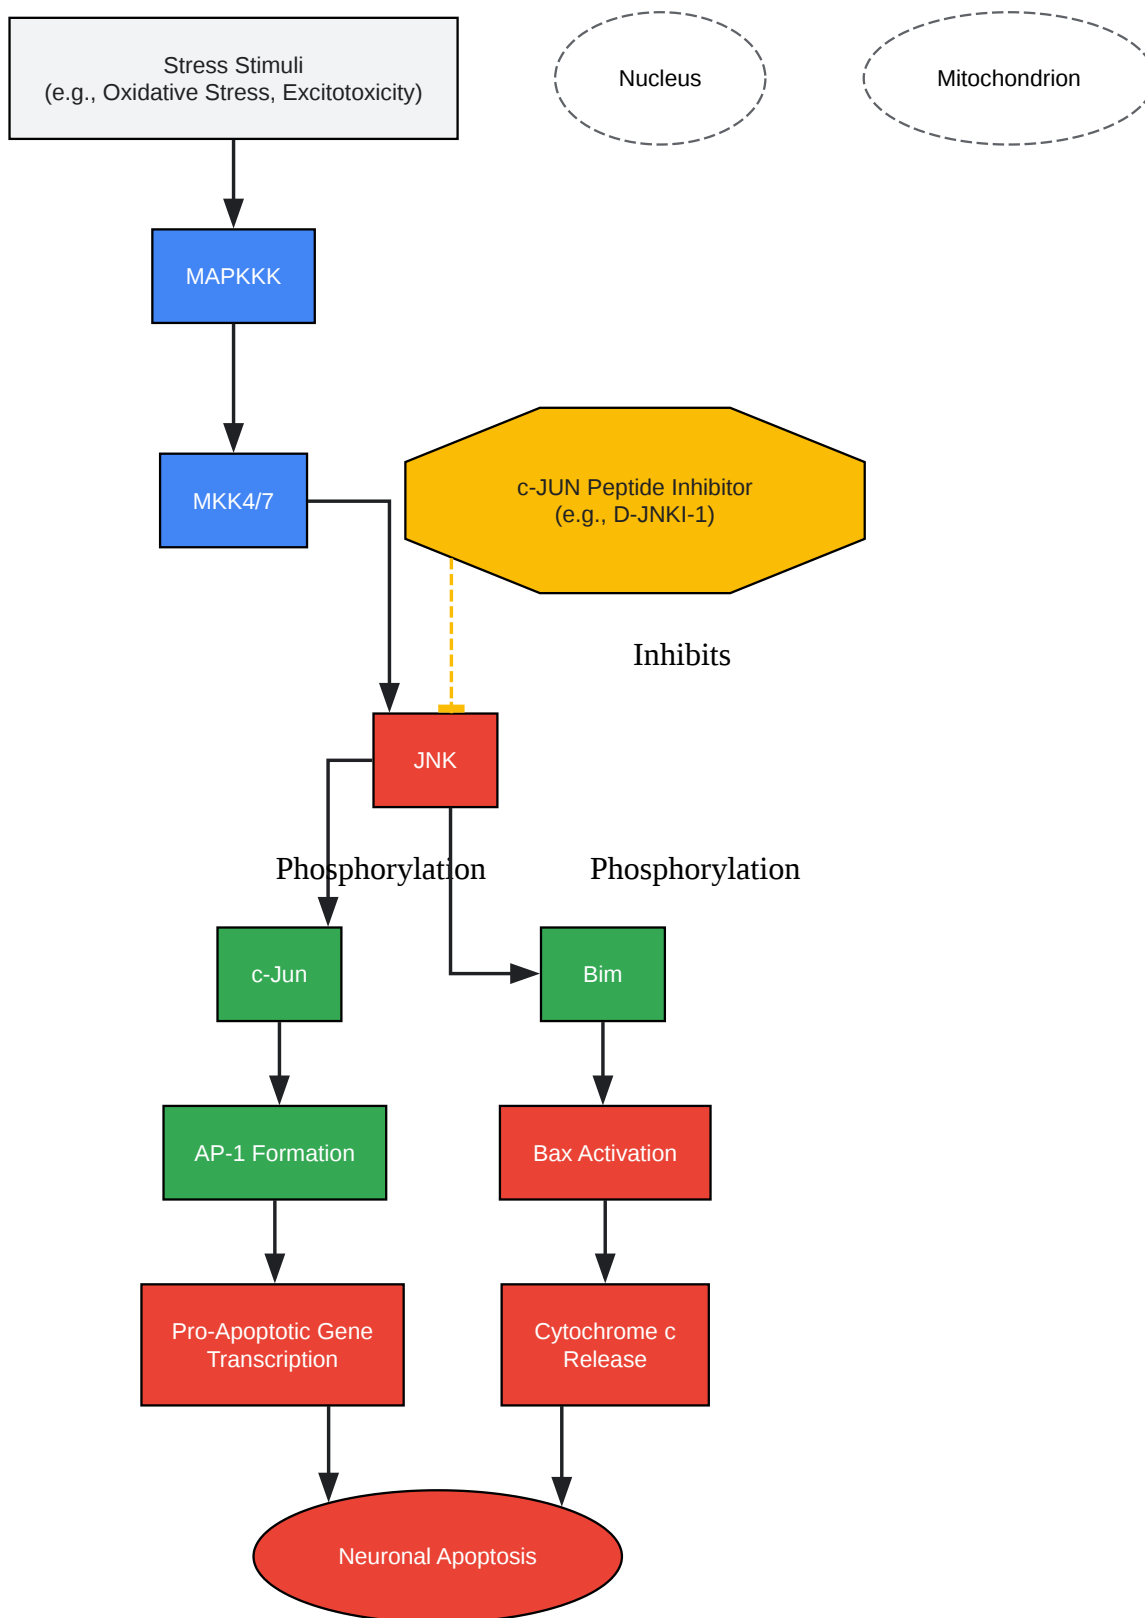 Stress Stimuli
(e.g., Oxidative Stress, Excitotoxicity)
Nucleus
Mitochondrion
MAPKKK
MKK4/7
c-JUN Peptide Inhibitor
(e.g., D-JNKI-1)
Inhibits
JNK
Phosphorylation
Phosphorylation
c-Jun
Bim
AP-1 Formation
Bax Activation
Pro-Apoptotic Gene
Transcription
Cytochrome c
Release
Neuronal Apoptosis